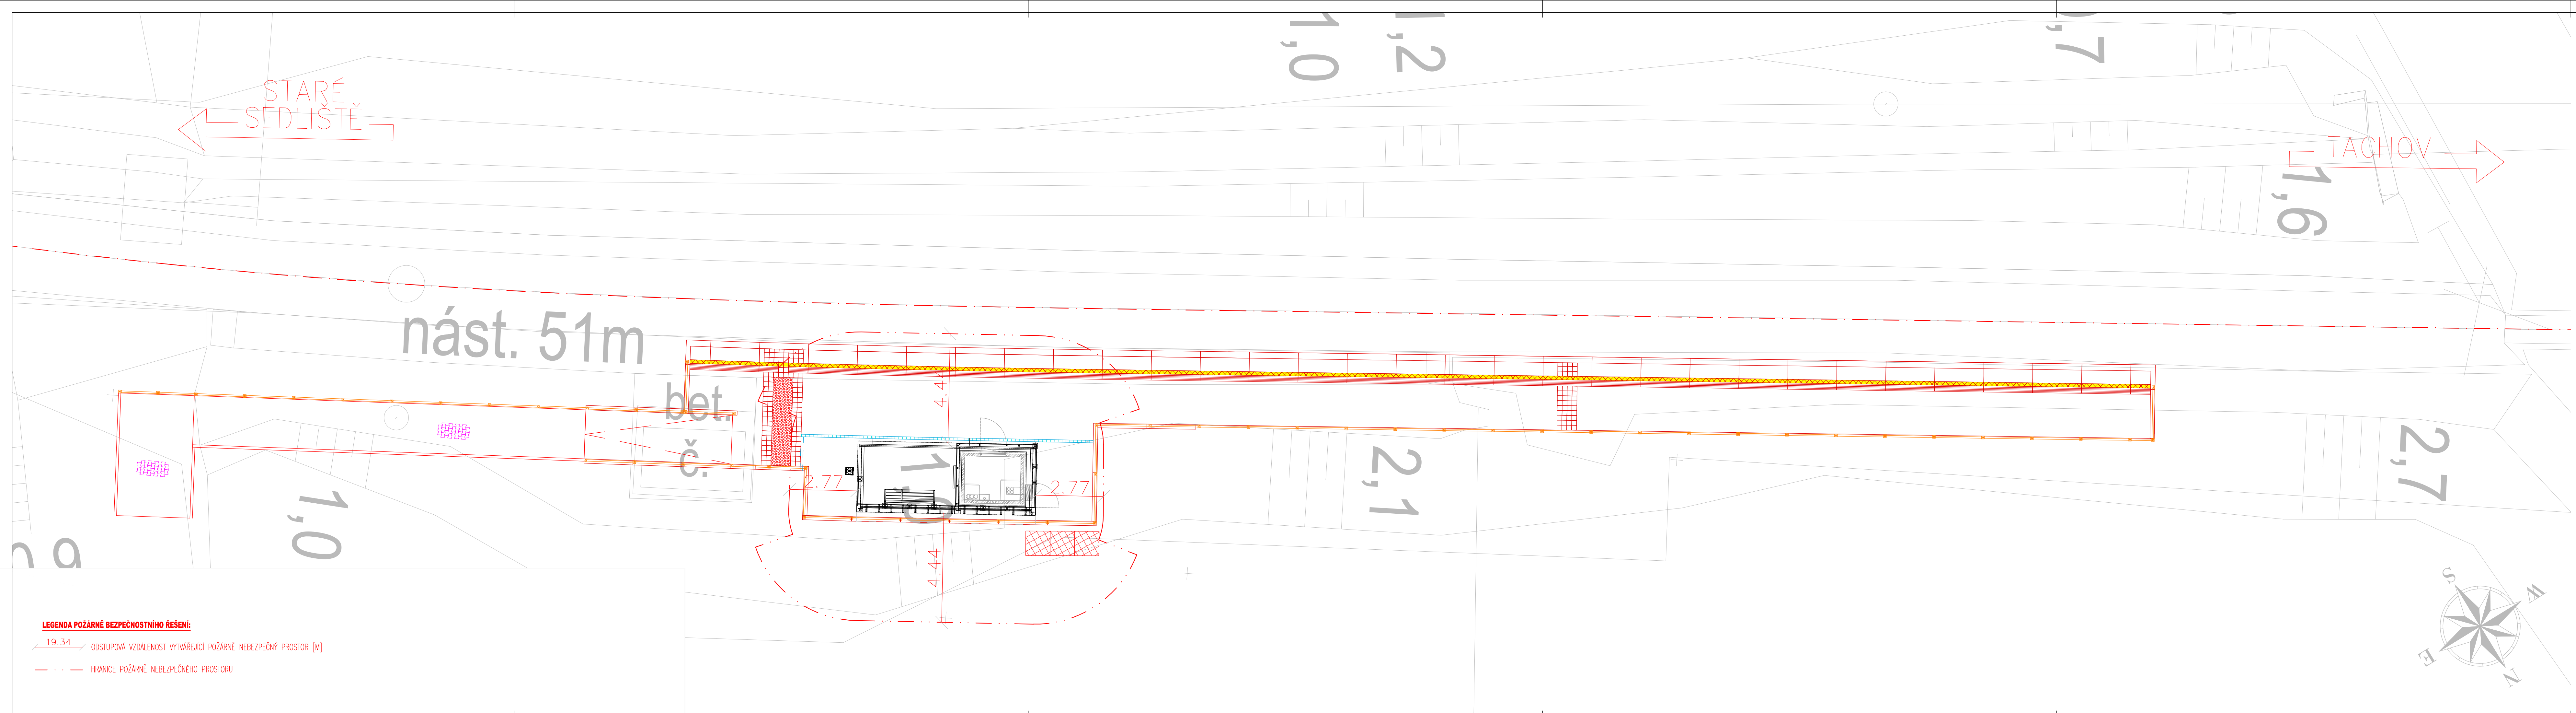 1,0
1,2
STARÉ
SEDLIŠTĚ
TACHOV
1,6
nást. 51m
4.44
bet.
č.
2.77
2.77
2,1
2,7
1,0
4.44
S
W
E
N
LEGENDA POŽÁRNĚ BEZPEČNOSTNÍHO ŘEŠENÍ:
19.34 ODSTUPOVÁ VZDÁLENOST VYTVÁŘEJÍCÍ POŽÁRNĚ NEBEZPEČNÝ PROSTOR [M]
HRANICE POŽÁRNĚ NEBEZPEČNÉHO PROSTORU